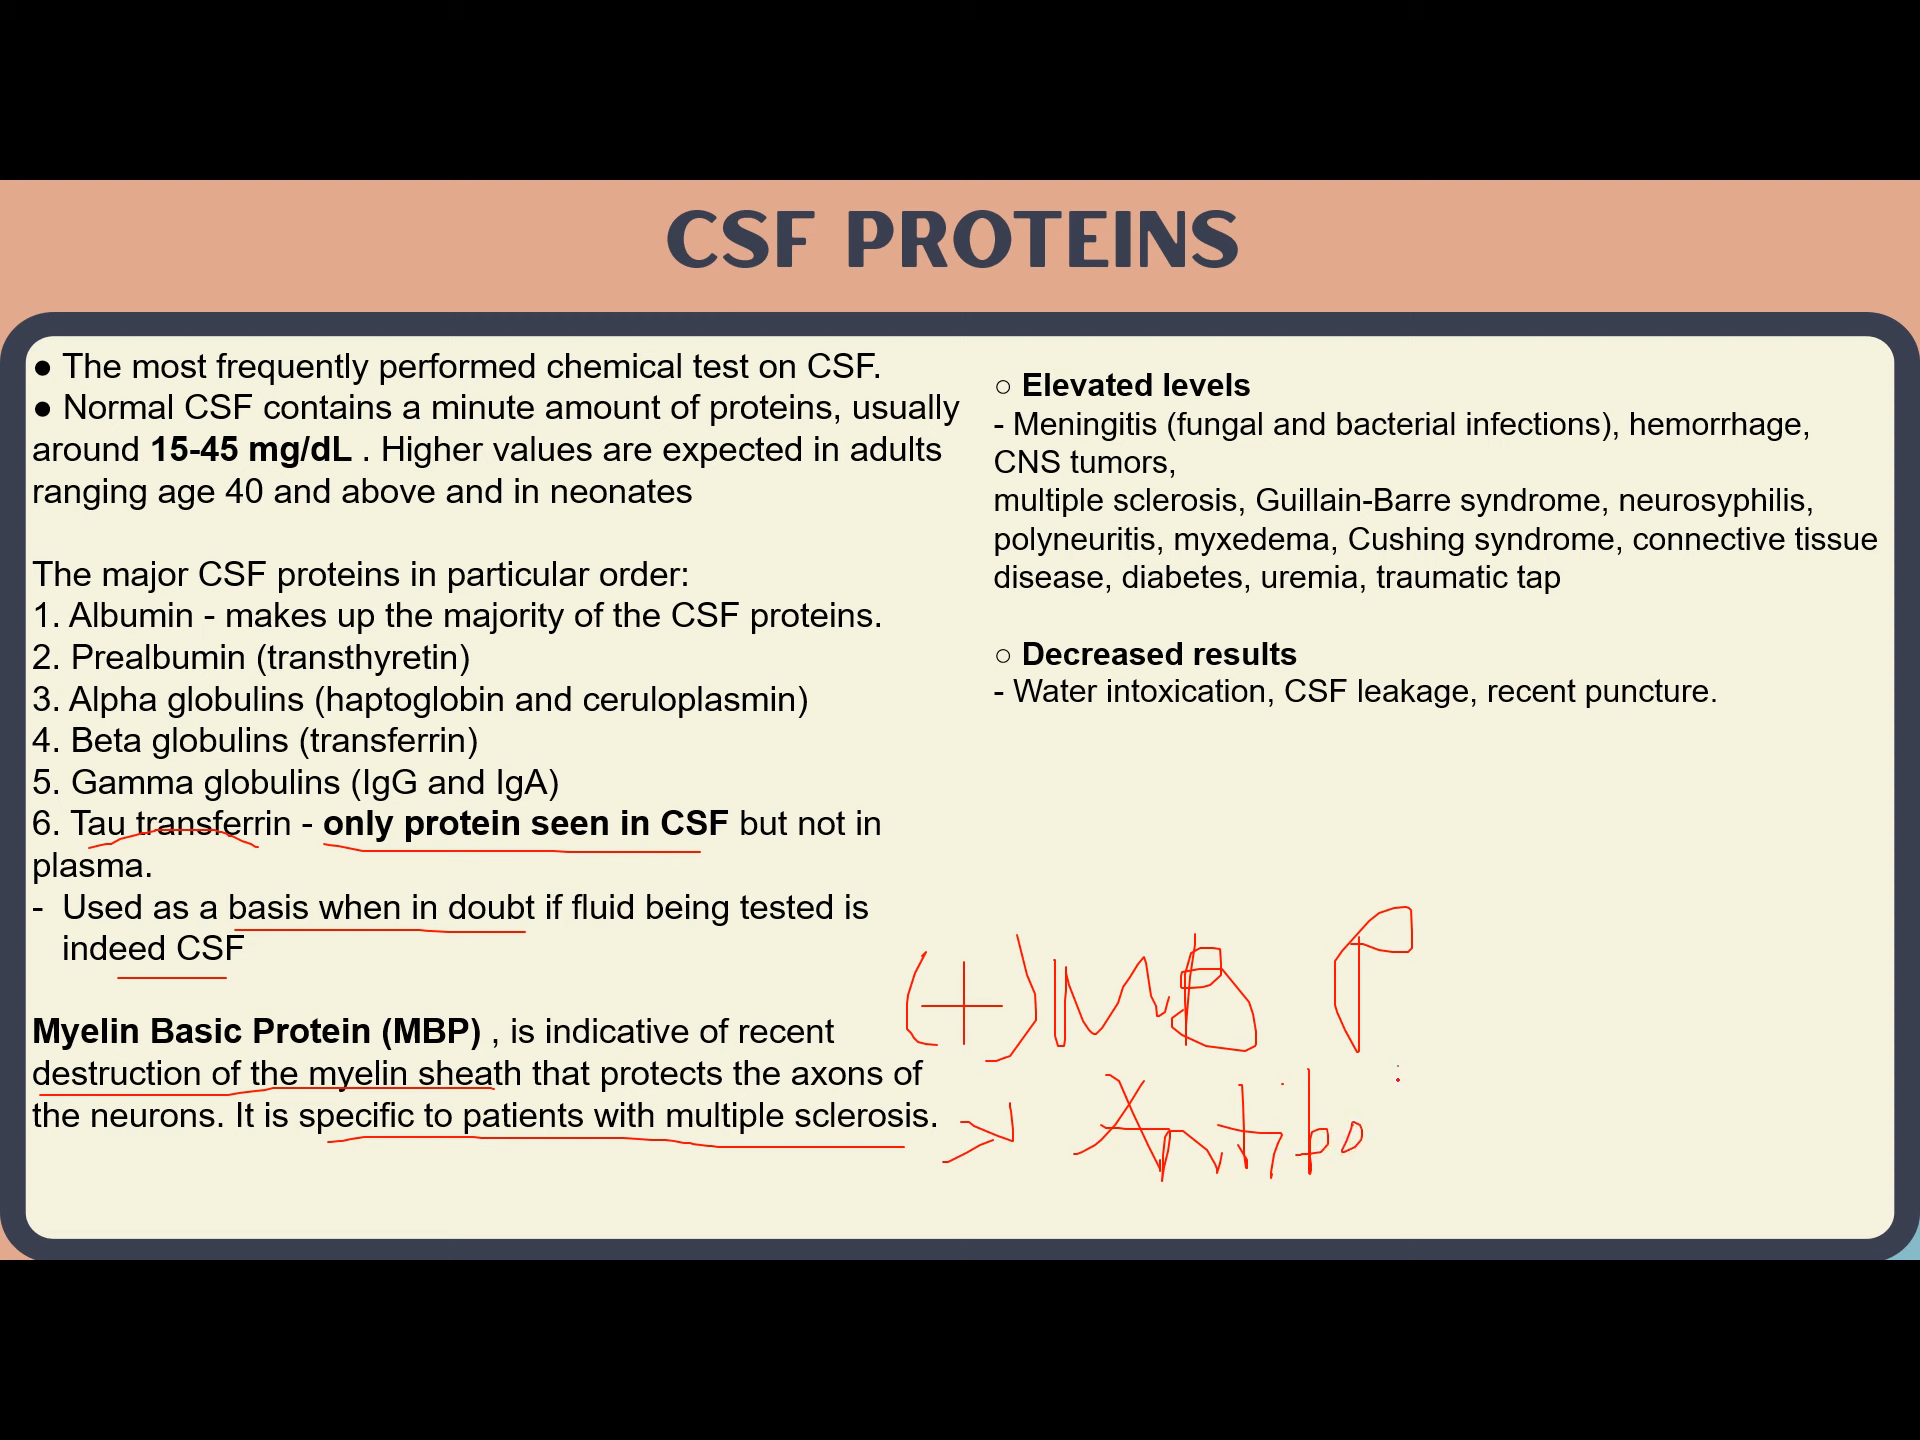 CSF PROTEINS
● The most frequently performed chemical test on CSF.
● Normal CSF contains a minute amount of proteins, usually
around 15-45 mg/dL . Higher values are expected in adults
ranging age 40 and above and in neonates
The major CSF proteins in particular order:
1. Albumin - makes up the majority of the CSF proteins.
2. Prealbumin (transthyretin)
3. Alpha globulins (haptoglobin and ceruloplasmin)
4. Beta globulins (transferrin)
5. Gamma globulins (IgG and IgA)
6. Tau transferrin - only protein seen in CSF but not in
plasma.
- Used as a basis when in doubt if fluid being tested is
indeed CSF
Myelin Basic Protein (MBP) , is indicative of recent
destruction of the myelin sheath that protects the axons of
the neurons. It is specific to patients with multiple sclerosis.
○ Elevated levels
- Meningitis (fungal and bacterial infections), hemorrhage,
CNS tumors,
multiple sclerosis, Guillain-Barre syndrome, neurosyphilis,
polyneuritis, myxedema, Cushing syndrome, connective tissue
disease, diabetes, uremia, traumatic tap
○ Decreased results
- Water intoxication, CSF leakage, recent puncture.
(+) MB P
Antibo